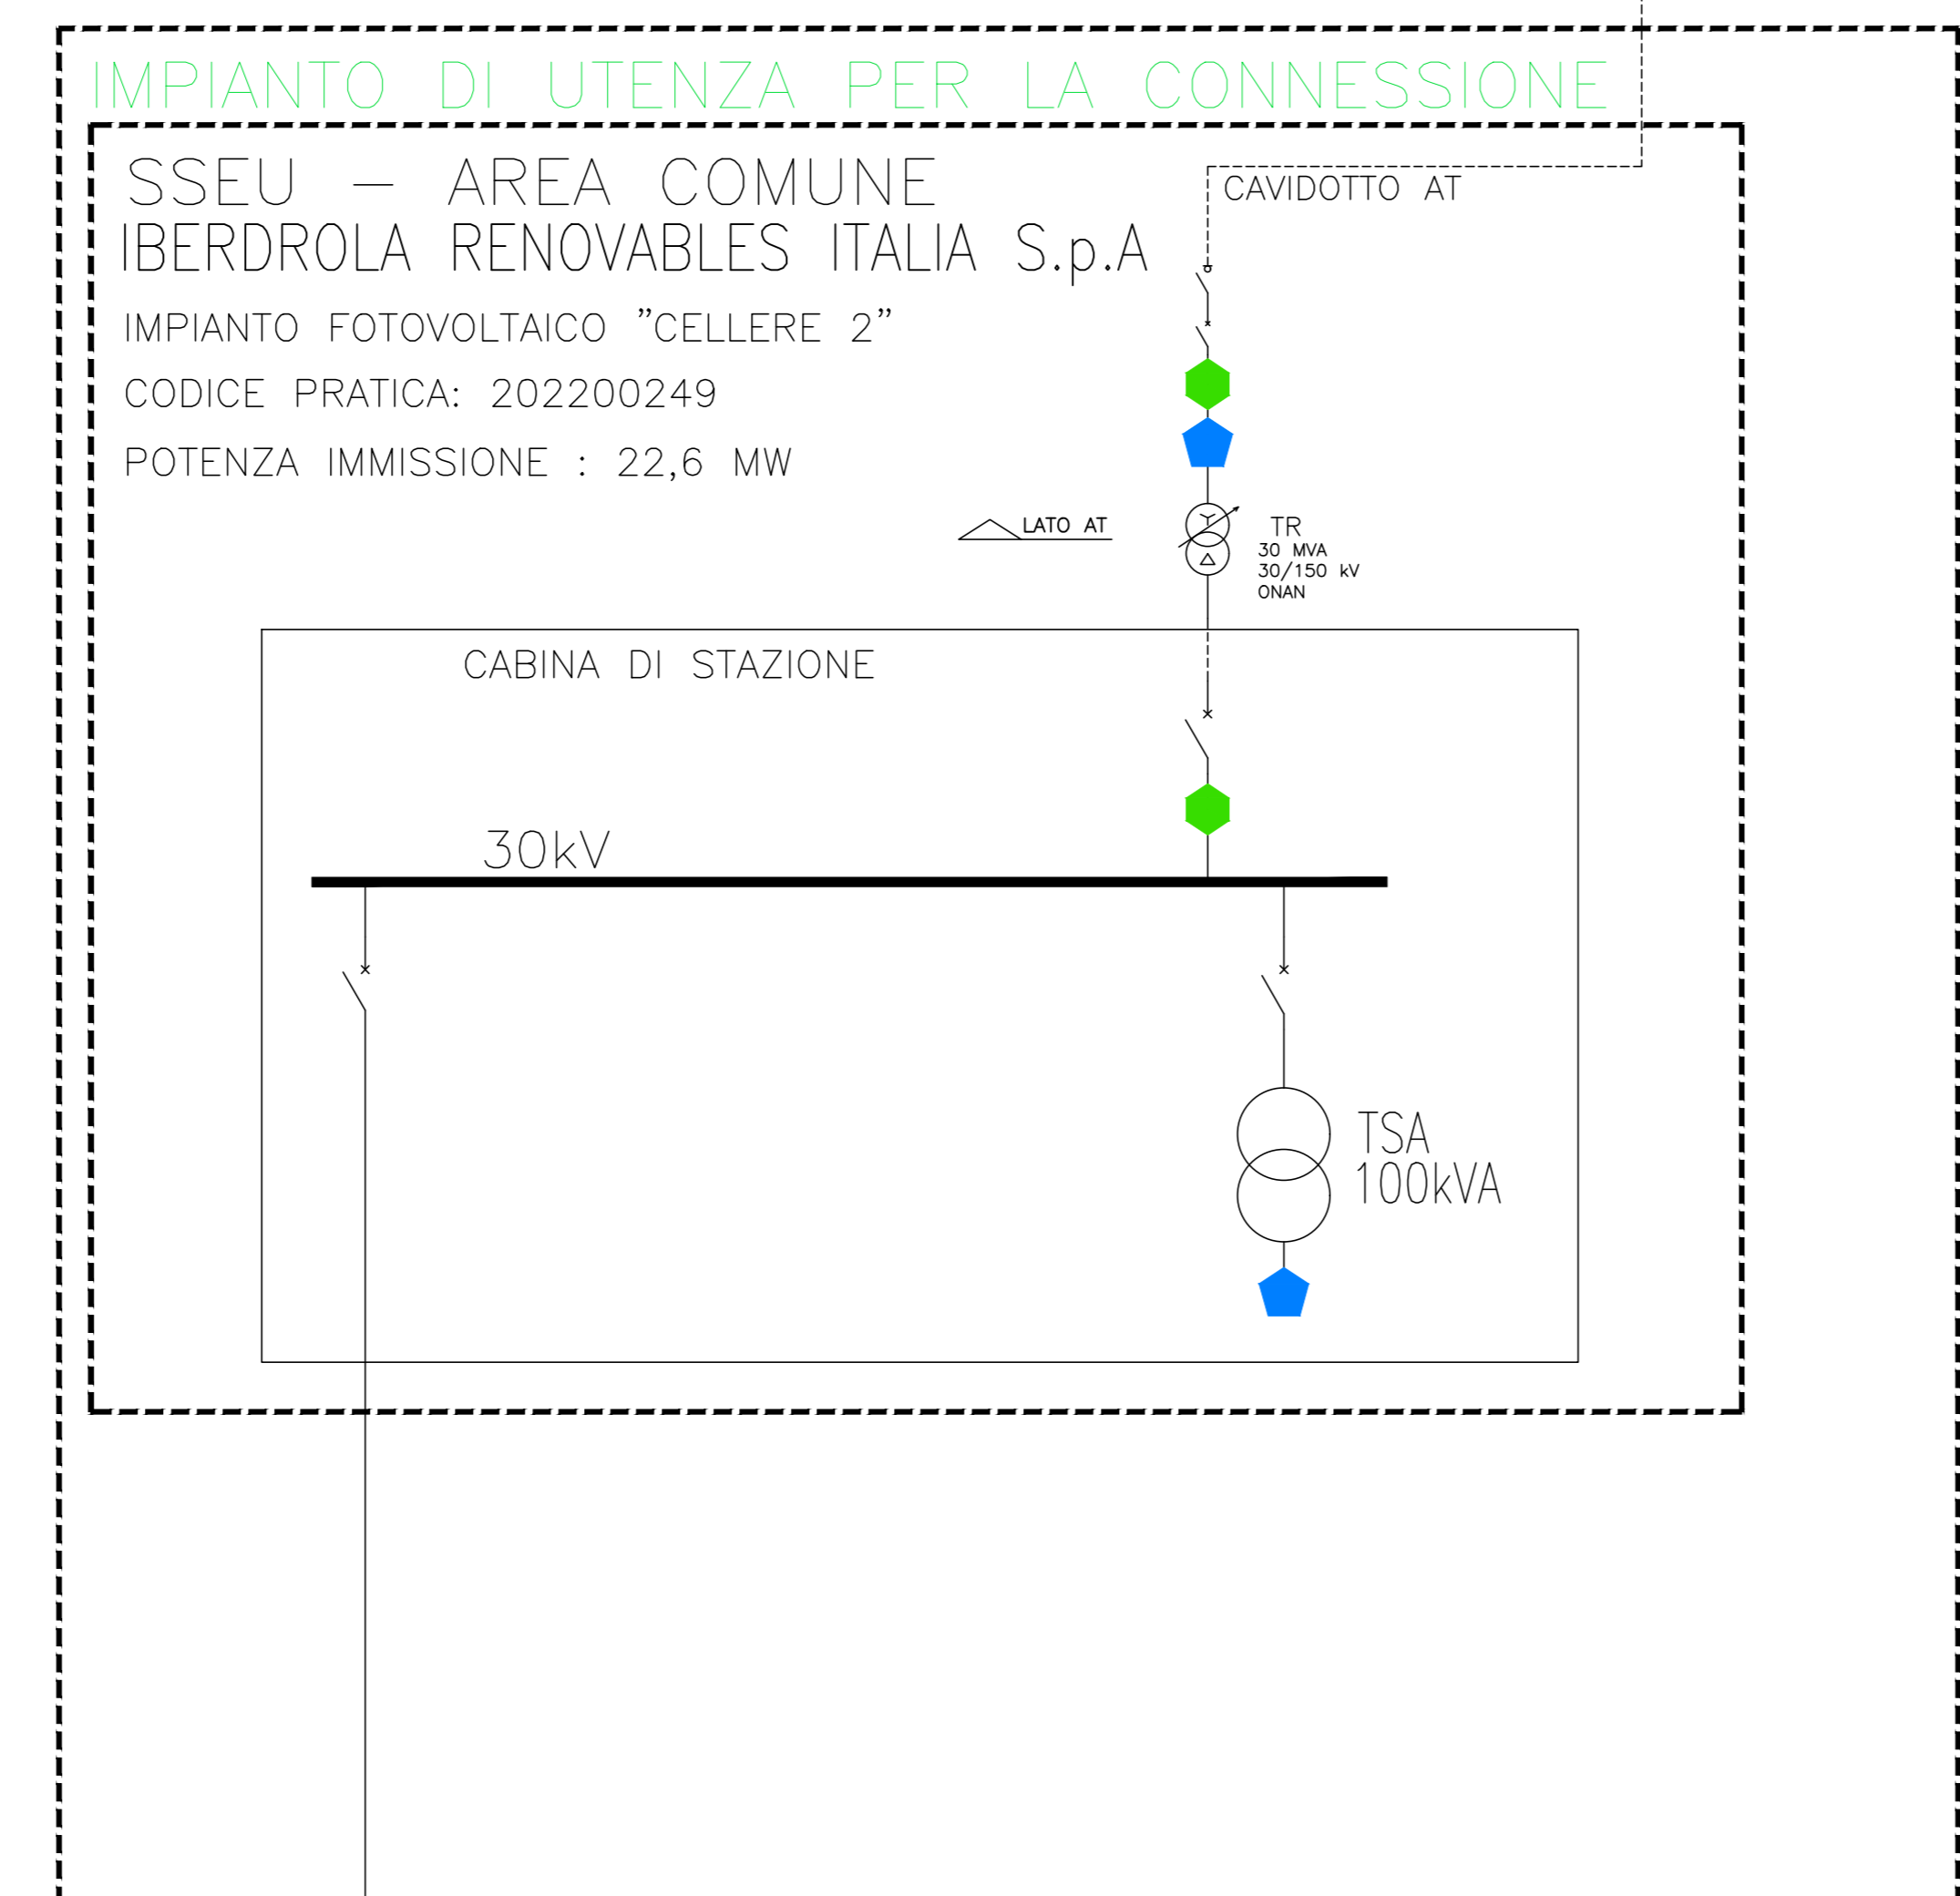 IMPIANTO DI UTENZA PER LA CONNESSIONE
SSEU – AREA COMUNE
IBERDROLA RENOVABLES ITALIA S.p.A
IMPIANTO FOTOVOLTAICO "CELLERE 2"
CODICE PRATICA: 202200249
POTENZA IMMISSIONE : 22,6 MW
CAVIDOTTO AT
LATO AT
TR
30 MVA
30/150 kV
ONAN
CABINA DI STAZIONE
30kV
TSA
100kVA